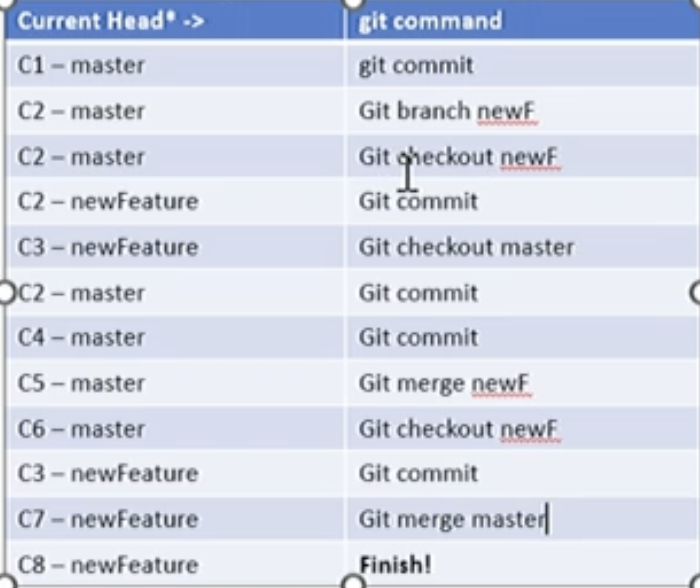 Current Head* -> git command
C1 – master git commit
C2 – master Git branch newF
C2 – master Git checkout newF
C2 – newFeature Git commit
C3 – newFeature Git checkout master
C2 – master Git commit
C4 – master Git commit
C5 – master Git merge newF
C6 – master Git checkout newF
C3 – newFeature Git commit
C7 – newFeature Git merge master
C8 – newFeature Finish!